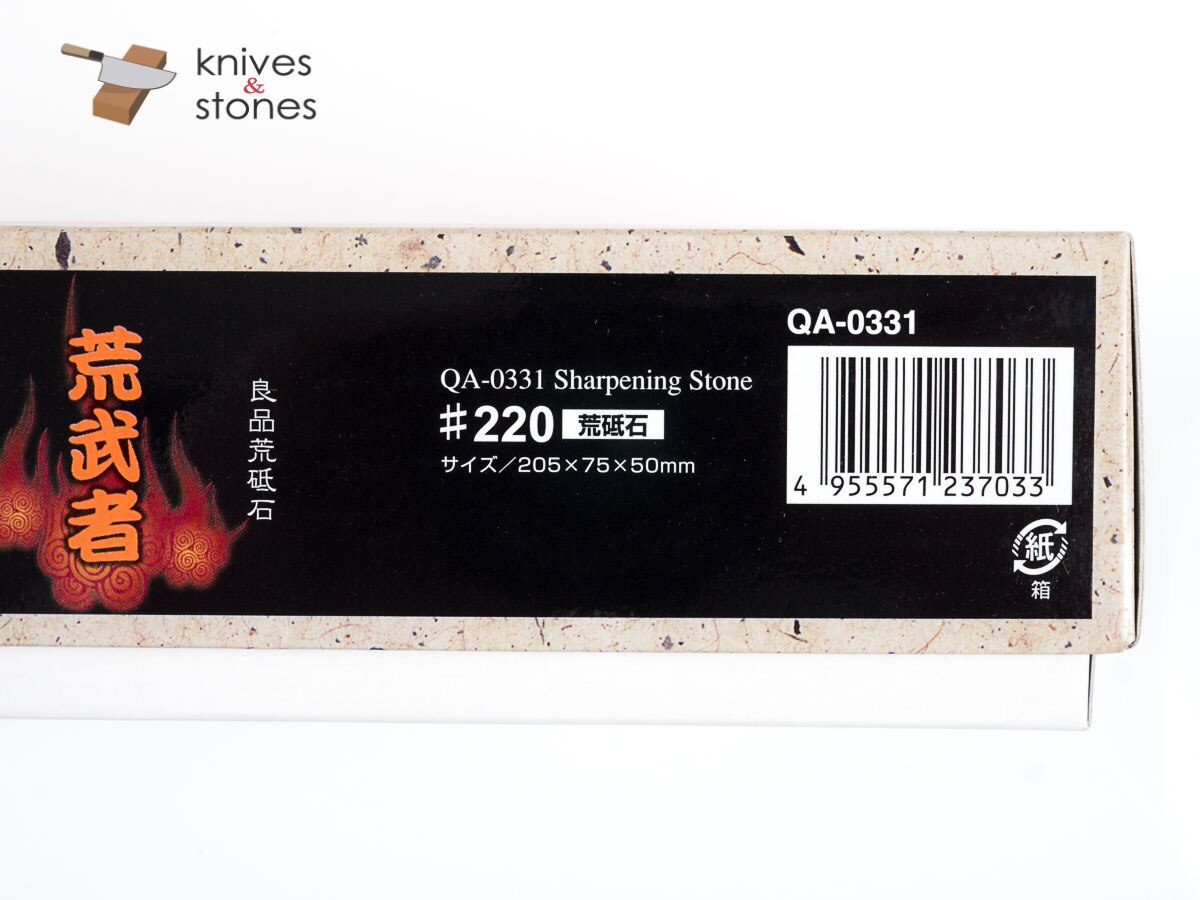 knives
&
stones
荒武者
良品荒砥石
QA-0331 Sharpening Stone
#220 荒砥石
サイズ/205×75×50mm
QA-0331
4 955571 237033
紙
箱